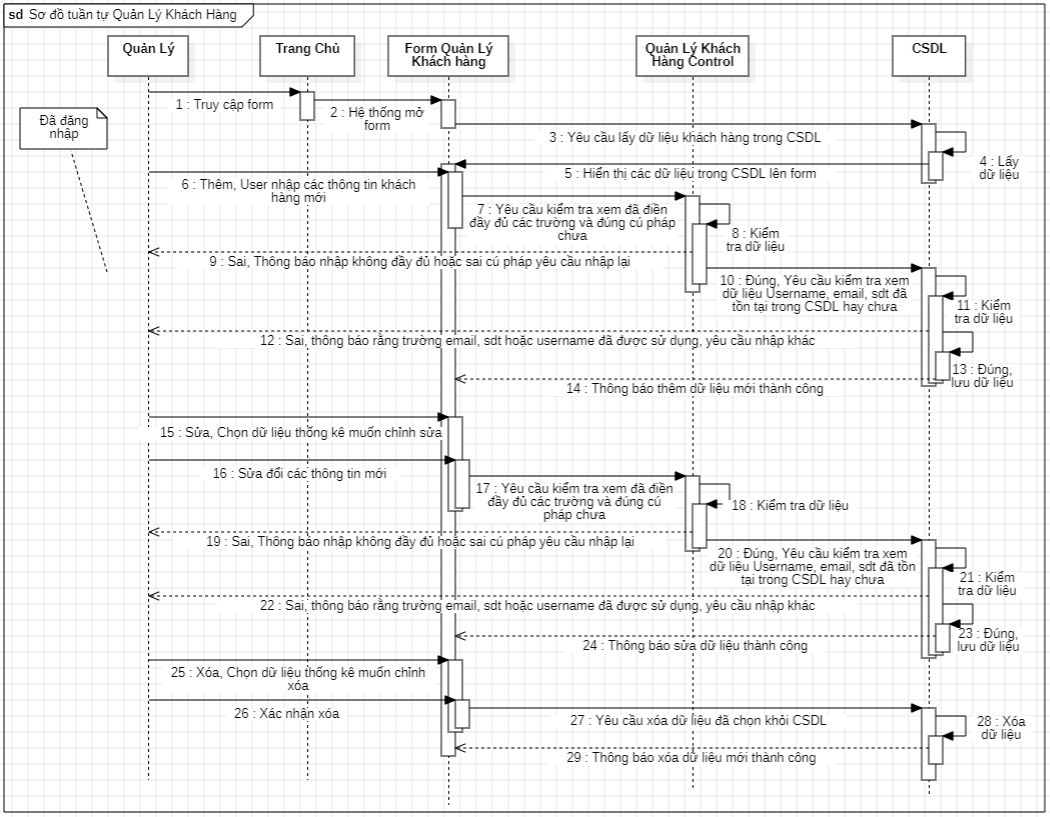 sd Sơ đồ tuần tự Quản Lý Khách Hàng
Quản Lý
Trang Chủ
Form Quản Lý
Khách hàng
Quản Lý Khách
Hàng Control
CSDL
Đã đăng
nhập
1 : Truy cập form
2 : Hệ thống mở
form
3 : Yêu cầu lấy dữ liệu khách hàng trong CSDL
4 : Lấy
dữ liệu
5 : Hiển thị các dữ liệu trong CSDL lên form
6 : Thêm, User nhập các thông tin khách
hàng mới
7 : Yêu cầu kiểm tra xem đã điền
đầy đủ các trường và đúng cú pháp
chưa
8 : Kiểm
tra dữ liệu
9 : Sai, Thông báo nhập không đầy đủ hoặc sai cú pháp yêu cầu nhập lại
10 : Đúng, Yêu cầu kiểm tra xem
dữ liệu Username, email, sdt đã
tồn tại trong CSDL hay chưa
11 : Kiểm
tra dữ liệu
12 : Sai, thông báo rằng trường email, sdt hoặc username đã được sử dụng, yêu cầu nhập khác
13 : Đúng,
lưu dữ liệu
14 : Thông báo thêm dữ liệu mới thành công
15 : Sửa, Chọn dữ liệu thống kê muốn chỉnh sửa
16 : Sửa đổi các thông tin mới
17 : Yêu cầu kiểm tra xem đã điền
đầy đủ các trường và đúng cú
pháp chưa
18 : Kiểm tra dữ liệu
19 : Sai, Thông báo nhập không đầy đủ hoặc sai cú pháp yêu cầu nhập lại
20 : Đúng, Yêu cầu kiểm tra xem
dữ liệu Username, email, sdt đã tồn
tại trong CSDL hay chưa
21 : Kiểm
tra dữ liệu
22 : Sai, thông báo rằng trường email, sdt hoặc username đã được sử dụng, yêu cầu nhập khác
23 : Đúng,
lưu dữ liệu
24 : Thông báo sửa dữ liệu thành công
25 : Xóa, Chọn dữ liệu thống kê muốn chỉnh
xóa
26 : Xác nhận xóa
27 : Yêu cầu xóa dữ liệu đã chọn khỏi CSDL
28 : Xóa
dữ liệu
29 : Thông báo xóa dữ liệu mới thành công